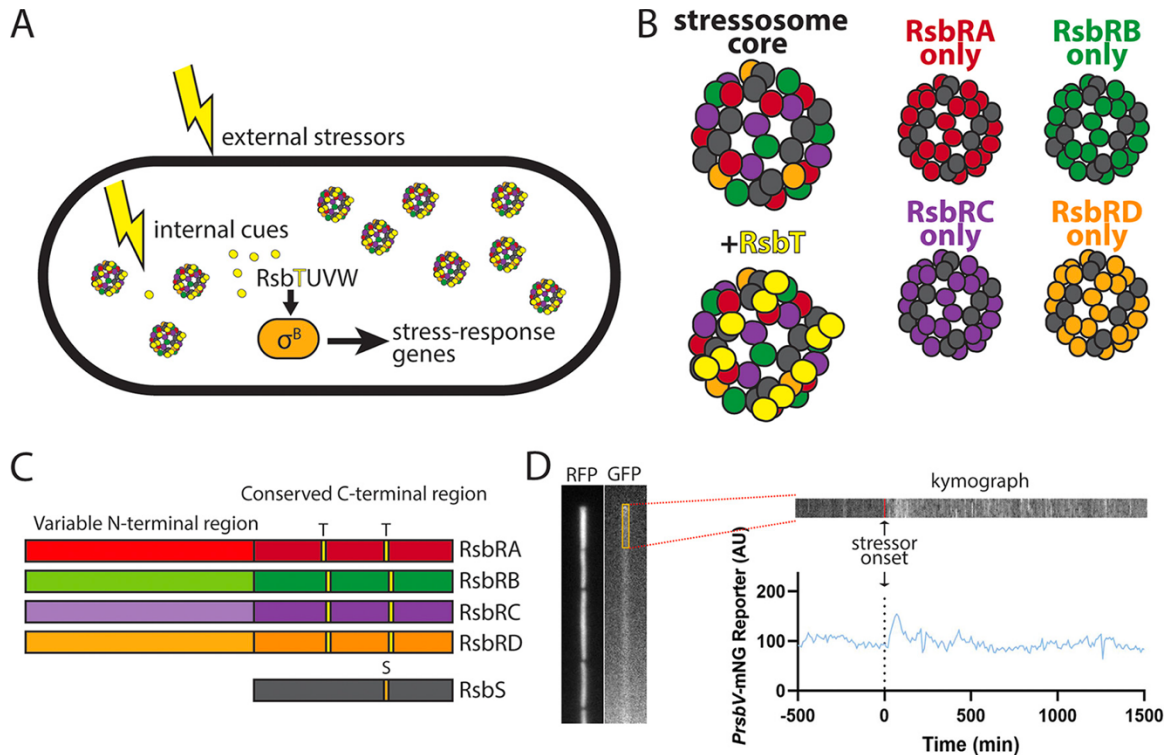 A
external stressors
internal cues
RsbTUVW
σB
stress-response
genes
B
stressosome
core
RsbRA
only
RsbRB
only
+RsbT
RsbRC
only
RsbRD
only
C
Conserved C-terminal region
Variable N-terminal region
T T
RsbRA
RsbRB
RsbRC
RsbRD
S
RsbS
D
RFP GFP
kymograph
stressor
onset
PrsbV-mNG Reporter (AU)
200
100
0
-500 0 500 1000 1500
Time (min)